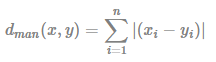 d_{man}(x, y) = \sum_{i=1}^{n} |(x_i - y_i)|